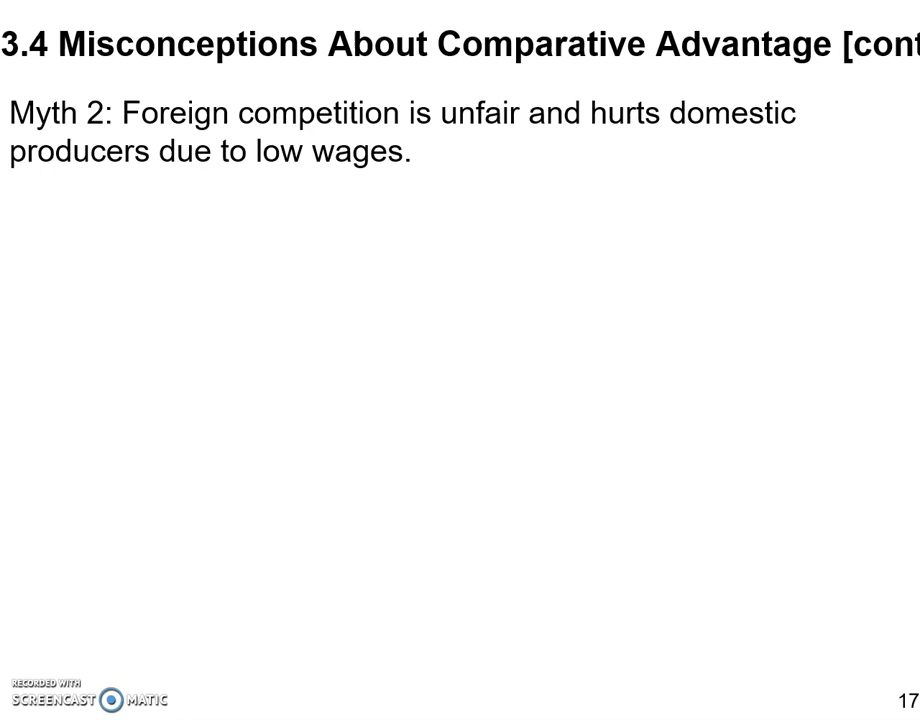 3.4 Misconceptions About Comparative Advantage [cont
Myth 2: Foreign competition is unfair and hurts domestic
producers due to low wages.
RECORDED WITH
SCREENCAST MATIC
17